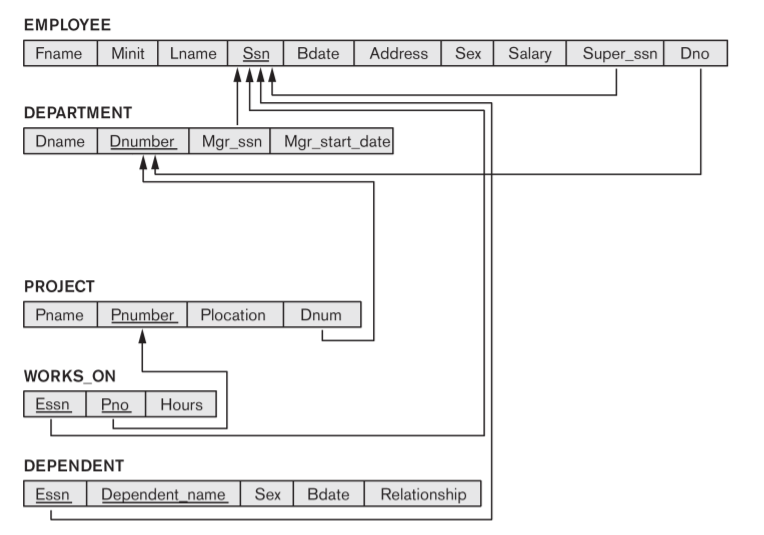 EMPLOYEE
Fname Minit Lname Ssn Bdate Address Sex Salary Super_ssn Dno
DEPARTMENT
Dname Dnumber Mgr_ssn Mgr_start_date
PROJECT
Pname Pnumber Plocation Dnum
WORKS_ON
Essn Pno Hours
DEPENDENT
Essn Dependent_name Sex Bdate Relationship